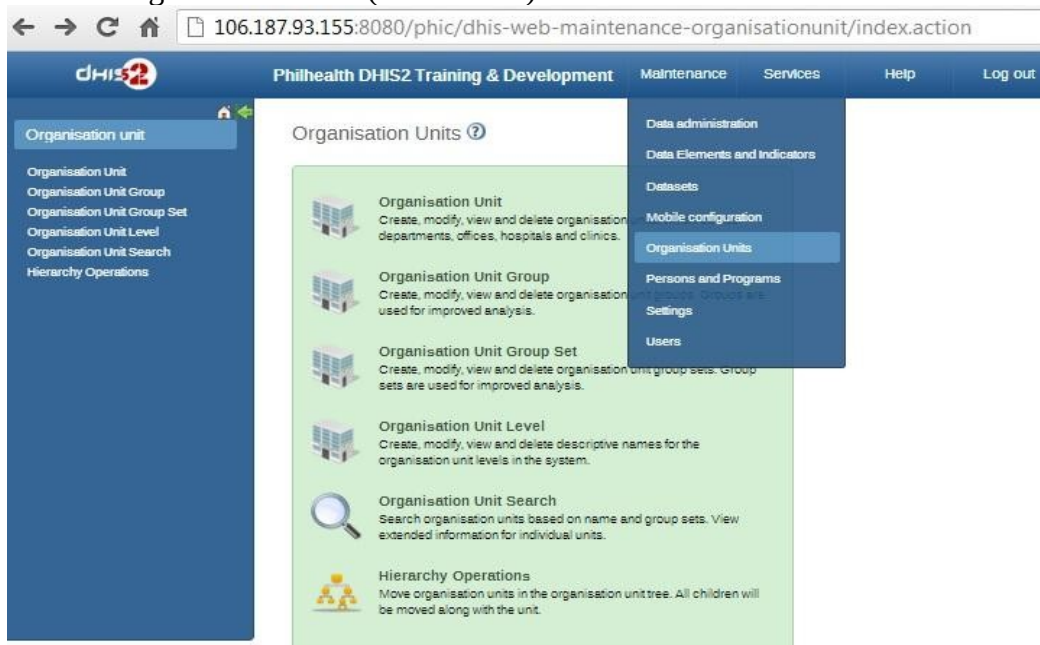 106.187.93.155:8080/phic/dhis-web-maintenance-organisationunit/index.action
dHIS2
Philhealth DHIS2 Training & Development
Maintenance
Services
Help
Log out
Organisation unit
Organisation Unit
Organisation Unit Group
Organisation Unit Group Set
Organisation Unit Level
Organisation Unit Search
Hierarchy Operations
Organisation Units ?
Data administration
Data Elements and Indicators
Datasets
Mobile configuration
Organisation Units
Persons and Programs
Settings
Users
Organisation Unit
Create, modify, view and delete organisation
departments, offices, hospitals and clinics.
Organisation Unit Group
Create, modify, view and delete organisation unit groups. Groups are
used for improved analysis.
Organisation Unit Group Set
Create, modify, view and delete organisation unit group sets. Group
sets are used for improved analysis.
Organisation Unit Level
Create, modify, view and delete descriptive names for the
organisation unit levels in the system.
Organisation Unit Search
Search organisation units based on name and group sets. View
extended information for individual units.
Hierarchy Operations
Move organisation units in the organisation unit tree. All children will
be moved along with the unit.